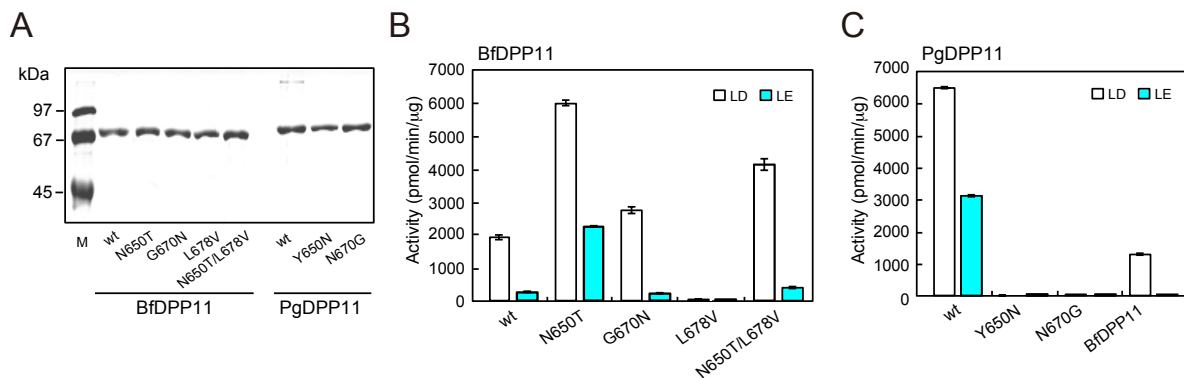 A
kDa
97
67
45
M
wt
N650T
G670N
L678V
N650T/L678V
wt
Y650N
N670G
BfDPP11
PgDPP11
B
BfDPP11
Activity (pmol/min/μg)
7000
6000
5000
4000
3000
2000
1000
0
LD
LE
wt
N650T
G670N
L678V
N650T/L678V
C
PgDPP11
Activity (pmol/min/μg)
7000
6000
5000
4000
3000
2000
1000
0
LD
LE
wt
Y650N
N670G
BfDPP11